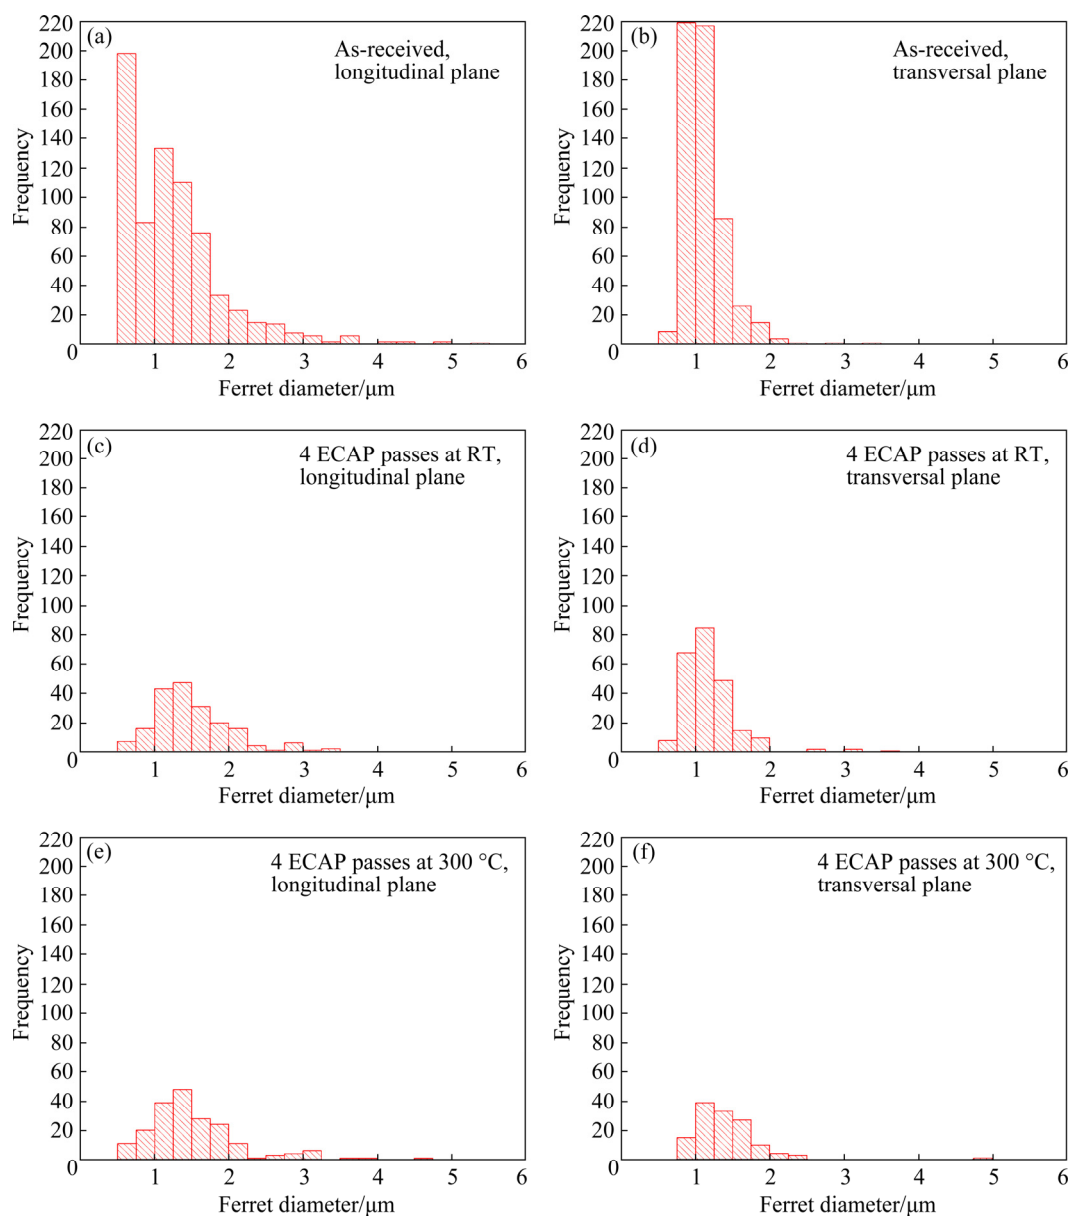 (a)
As-received,
longitudinal plane
Frequency
220
200
180
160
140
120
100
80
60
40
20
0
1 2 3 4 5 6
Ferret diameter/μm
(b)
As-received,
transversal plane
Frequency
220
200
180
160
140
120
100
80
60
40
20
0
1 2 3 4 5 6
Ferret diameter/μm
(c)
4 ECAP passes at RT,
longitudinal plane
Frequency
220
200
180
160
140
120
100
80
60
40
20
0
1 2 3 4 5 6
Ferret diameter/μm
(d)
4 ECAP passes at RT,
transversal plane
Frequency
220
200
180
160
140
120
100
80
60
40
20
0
1 2 3 4 5 6
Ferret diameter/μm
(e)
4 ECAP passes at 300 °C,
longitudinal plane
Frequency
220
200
180
160
140
120
100
80
60
40
20
0
1 2 3 4 5 6
Ferret diameter/μm
(f)
4 ECAP passes at 300 °C,
transversal plane
Frequency
220
200
180
160
140
120
100
80
60
40
20
0
1 2 3 4 5 6
Ferret diameter/μm